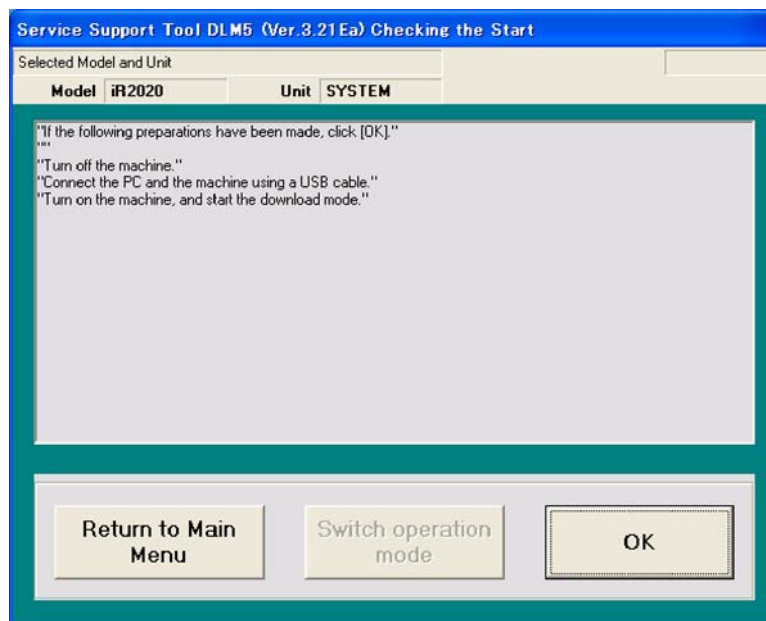 Service Support Tool DLM5 (Ver.3.21Ea) Checking the Start
Selected Model and Unit
Model iR2020 Unit SYSTEM
"If the following preparations have been made, click [OK]."
""
"Turn off the machine."
"Connect the PC and the machine using a USB cable."
"Turn on the machine, and start the download mode."
Return to Main
Menu
Switch operation
mode
OK